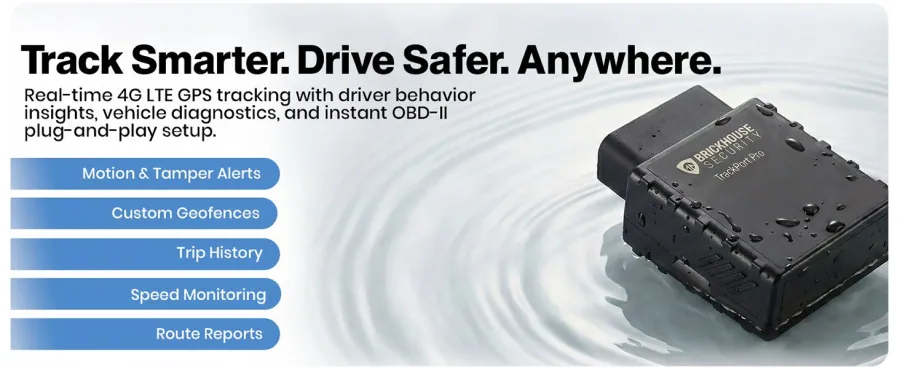 Track Smarter. Drive Safer. Anywhere.
Real-time 4G LTE GPS tracking with driver behavior
insights, vehicle diagnostics, and instant OBD-II
plug-and-play setup.
Motion & Tamper Alerts
Custom Geofences
Trip History
Speed Monitoring
Route Reports
BRICKHOUSE
SECURITY
TrackPort Pro